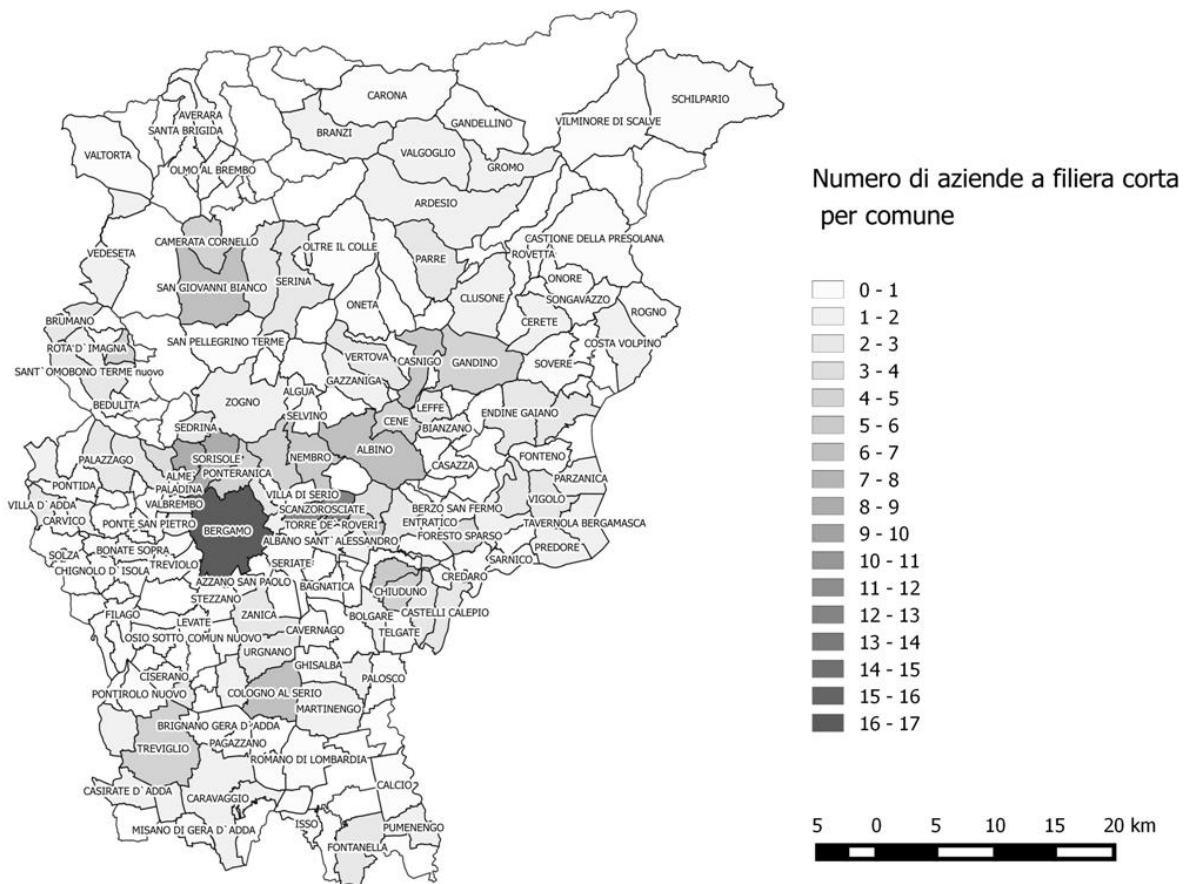 CARONA
SCHILPARIO
AVERARA
GANDELLINO
VILMINORE DI SCALVE
SANTA BRIGIDA
BRANZI
VALTORTA
VALGOGLIO
GROMO
OLMO AL BREMBO
ARDESIO
CAMERATA CORNELLO
OLTRE IL COLLE
CASTIONE DELLA PRESOLANA
VEDESETA
ROVETTA
PARRE
SERINA
ONORE
SAN GIOVANNI BIANCO
CLUSONE
SONGAVAZZO
ONETA
ROGNO
BRUMANO
CERETE
SAN PELLEGRINO TERME
COSTA VOLPINO
ROTA D`IMAGNA
VERTOVA
CASNIGO
GANDINO
SOVERE
SANT`OMOBONO TERME nuovo
GAZZANIGA
ALGUA
ZOGNO
BEDULITA
LEFFE
SELVINO
CENE
ENDINE GAIANO
SEDRINA
BIANZANO
ALBINO
PALAZZAGO
SORISOLE
NEMBRO
FONTENO
CASAZZA
ALME
PONTERANICA
PARZANICA
PONTIDA
PALADINA
VILLA DI SERIO
VILLA D`ADDA
VALBREMBO
SCANZOROSCIATE
BERZO SAN FERMO
VIGOLO
CARVICO
PONTE SAN PIETRO
BERGAMO
TORRE DE` ROVERI
ENTRATICO
TAVERNOLA BERGAMASCA
FORESTO SPARSO
ALBANO SANT`ALESSANDRO
SOLZA
BONATE SOPRA
PREDORE
SARNICO
CHIGNOLO D`ISOLA
TREVIOLO
SERIATE
AZZANO SAN PAOLO
CREDARO
BAGNATICA
CHIUDUNO
STEZZANO
FILAGO
LEVATE
ZANICA
BOLGARE
CASTELLI CALEPIO
CAVERNAGO
TELGATE
OSIO SOTTO
COMUN NUOVO
URGNANO
GHISALBA
CISERANO
PALOSCO
PONTIROLO NUOVO
COLOGNO AL SERIO
MARTINENGO
BRIGNANO GERA D`ADDA
TREVIGLIO
PAGAZZANO
ROMANO DI LOMBARDIA
CALCIO
CASIRATE D`ADDA
CARAVAGGIO
MISANO DI GERA D`ADDA
ISSO
PUMENENGO
FONTANELLA
Numero di aziende a filiera corta
per comune
0 - 1
1 - 2
2 - 3
3 - 4
4 - 5
5 - 6
6 - 7
7 - 8
8 - 9
9 - 10
10 - 11
11 - 12
12 - 13
13 - 14
14 - 15
15 - 16
16 - 17
5 0 5 10 15 20 km